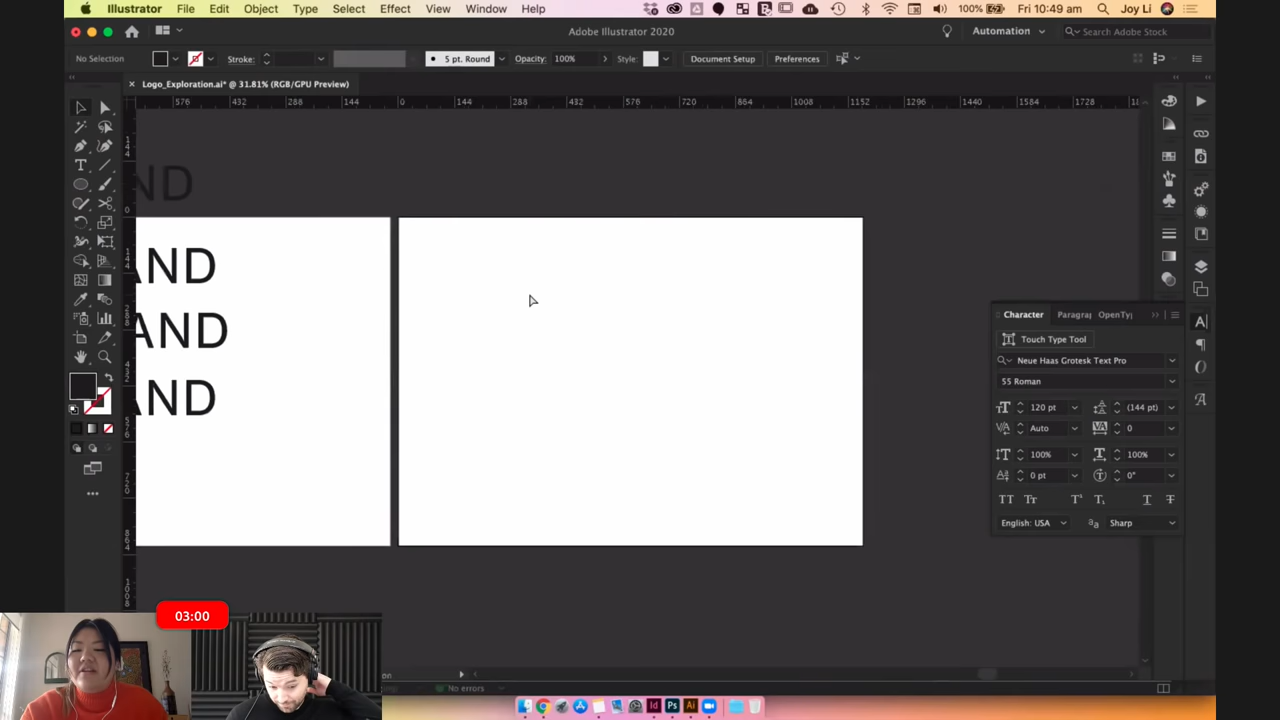 Illustrator File Edit Object Type Select Effect View Window Help 100% Fri 10:49 am Joy Li
Adobe Illustrator 2020 Automation Search Adobe Stock
No Selection Stroke: 5 pt. Round Opacity: 100% Style: Document Setup Preferences
× Logo_Exploration.ai* @ 31.81% (RGB/GPU Preview)
576 432 288 144 0 144 288 432 576 720 864 1008 1152 1296 1440 1584 1728
ND
AND
AND
AND
Character Paragraph OpenTy
Touch Type Tool
Neue Haas Grotesk Text Pro
55 Roman
120 pt (144 pt)
Auto 0
100% 100%
0 pt 0°
English: USA Sharp
03:00
No errors